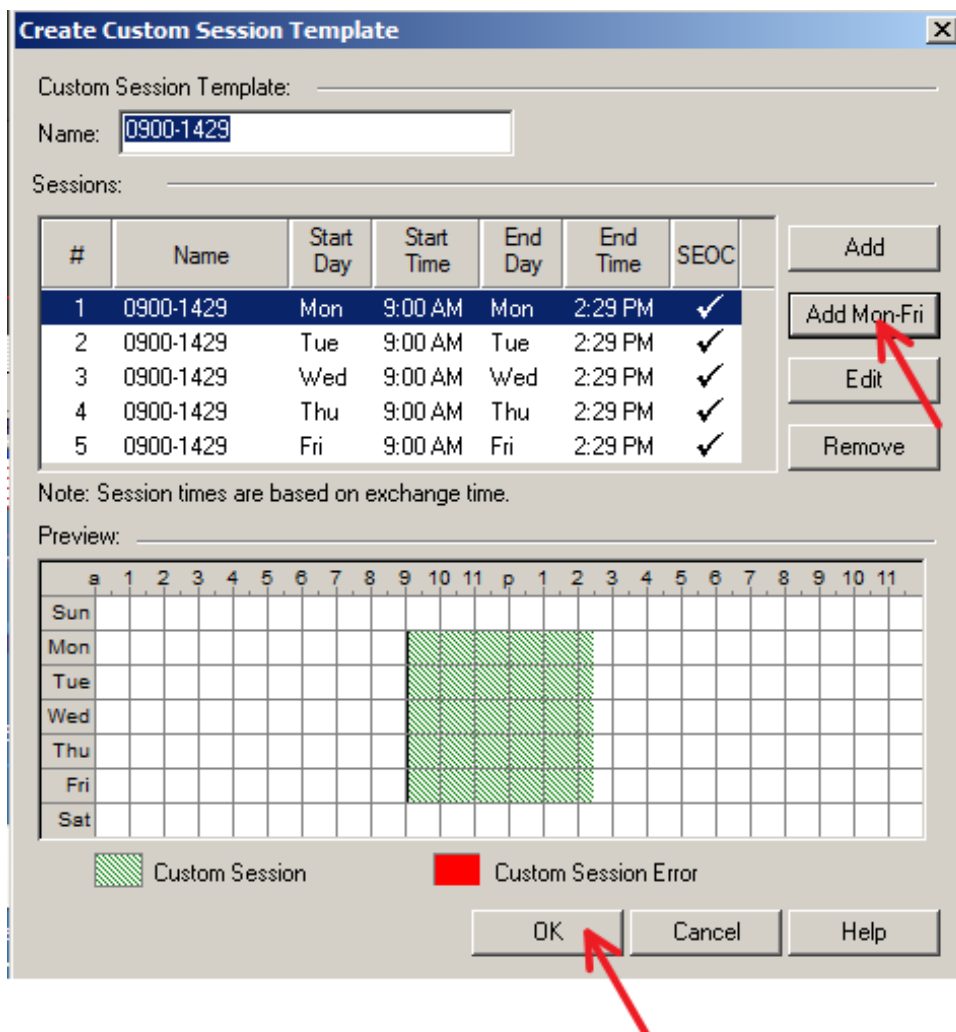 Create Custom Session Template
Custom Session Template:
Name: 0900-1429
Sessions:
# Name Start Day Start Time End Day End Time SEOC
1 0900-1429 Mon 9:00 AM Mon 2:29 PM ✓
2 0900-1429 Tue 9:00 AM Tue 2:29 PM ✓
3 0900-1429 Wed 9:00 AM Wed 2:29 PM ✓
4 0900-1429 Thu 9:00 AM Thu 2:29 PM ✓
5 0900-1429 Fri 9:00 AM Fri 2:29 PM ✓
Add
Add Mon-Fri
Edit
Remove
Note: Session times are based on exchange time.
Preview:
a 1 2 3 4 5 6 7 8 9 10 11 p 1 2 3 4 5 6 7 8 9 10 11
Sun
Mon
Tue
Wed
Thu
Fri
Sat
Custom Session Custom Session Error
OK Cancel Help